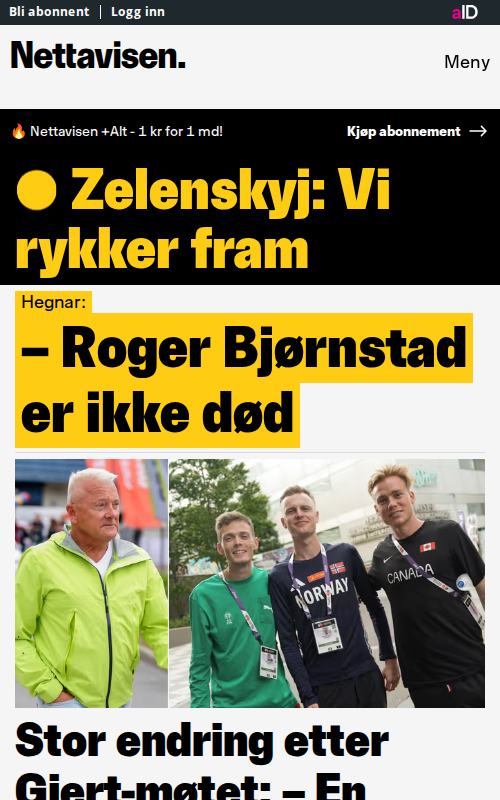 Bli abonnent | Logg inn
aID
Nettavisen.
Meny
🔥 Nettavisen +Alt - 1 kr for 1 md!
Kjøp abonnement →
Zelenskyj: Vi
rykker fram
Hegnar:
– Roger Bjørnstad
er ikke død
NORWAY
CANADA
Stor endring etter
Gjert-møtet: – En